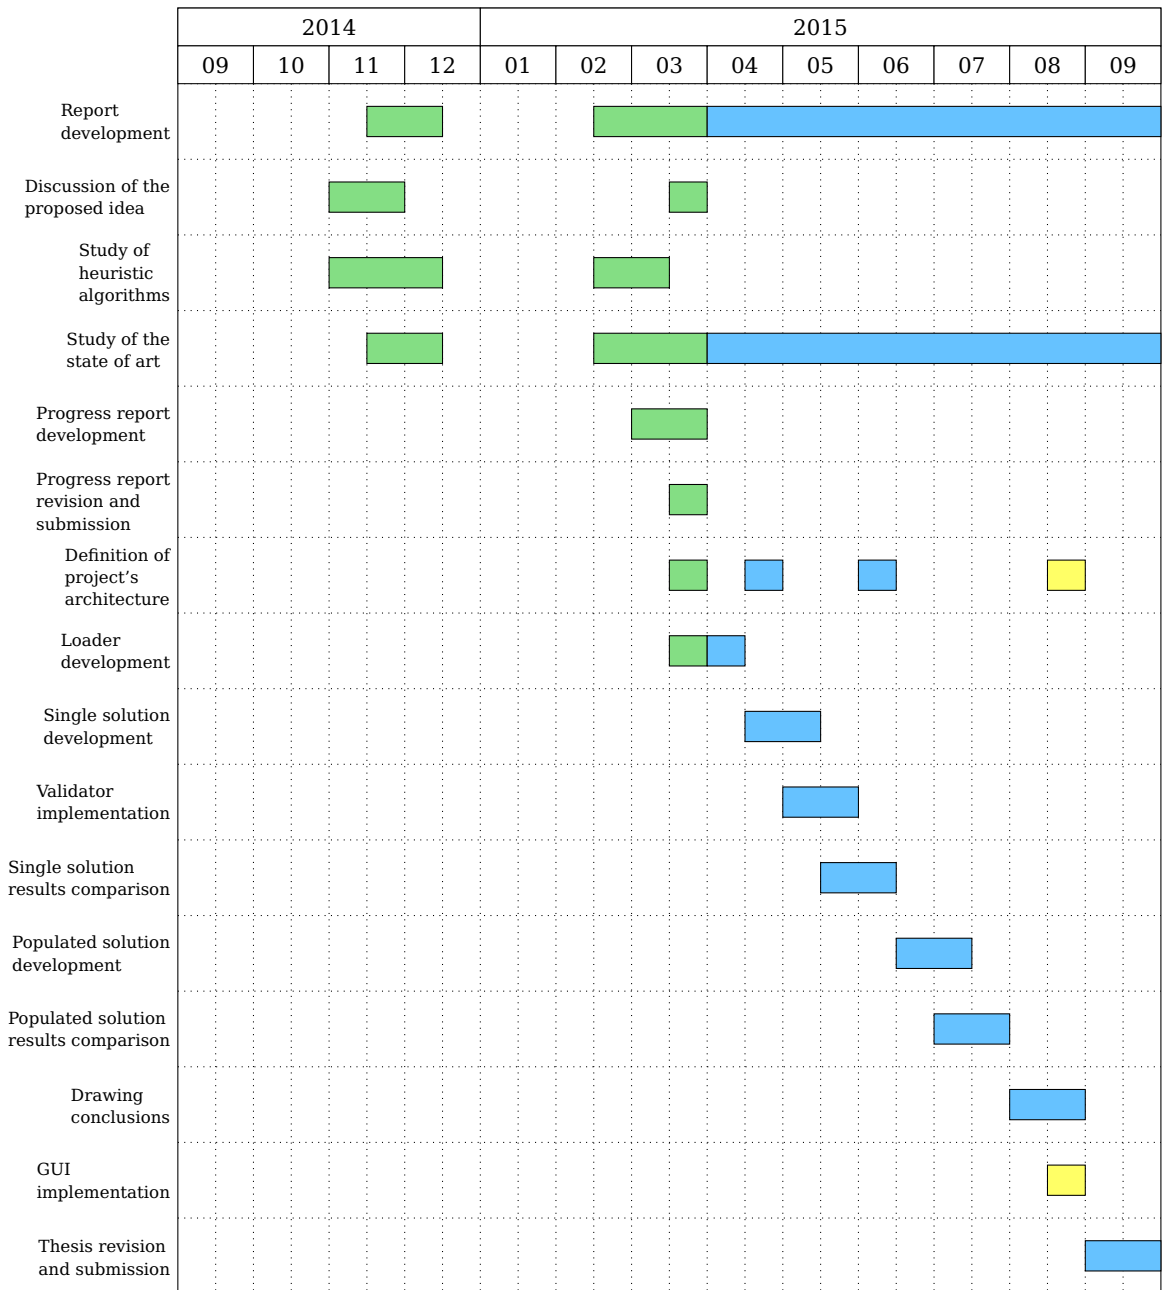 2014 2015
09 10 11 12 01 02 03 04 05 06 07 08 09
Report
development
Discussion of the
proposed idea
Study of
heuristic
algorithms
Study of the
state of art
Progress report
development
Progress report
revision and
submission
Definition of
project’s
architecture
Loader
development
Single solution
development
Validator
implementation
Single solution
results comparison
Populated solution
development
Populated solution
results comparison
Drawing
conclusions
GUI
implementation
Thesis revision
and submission